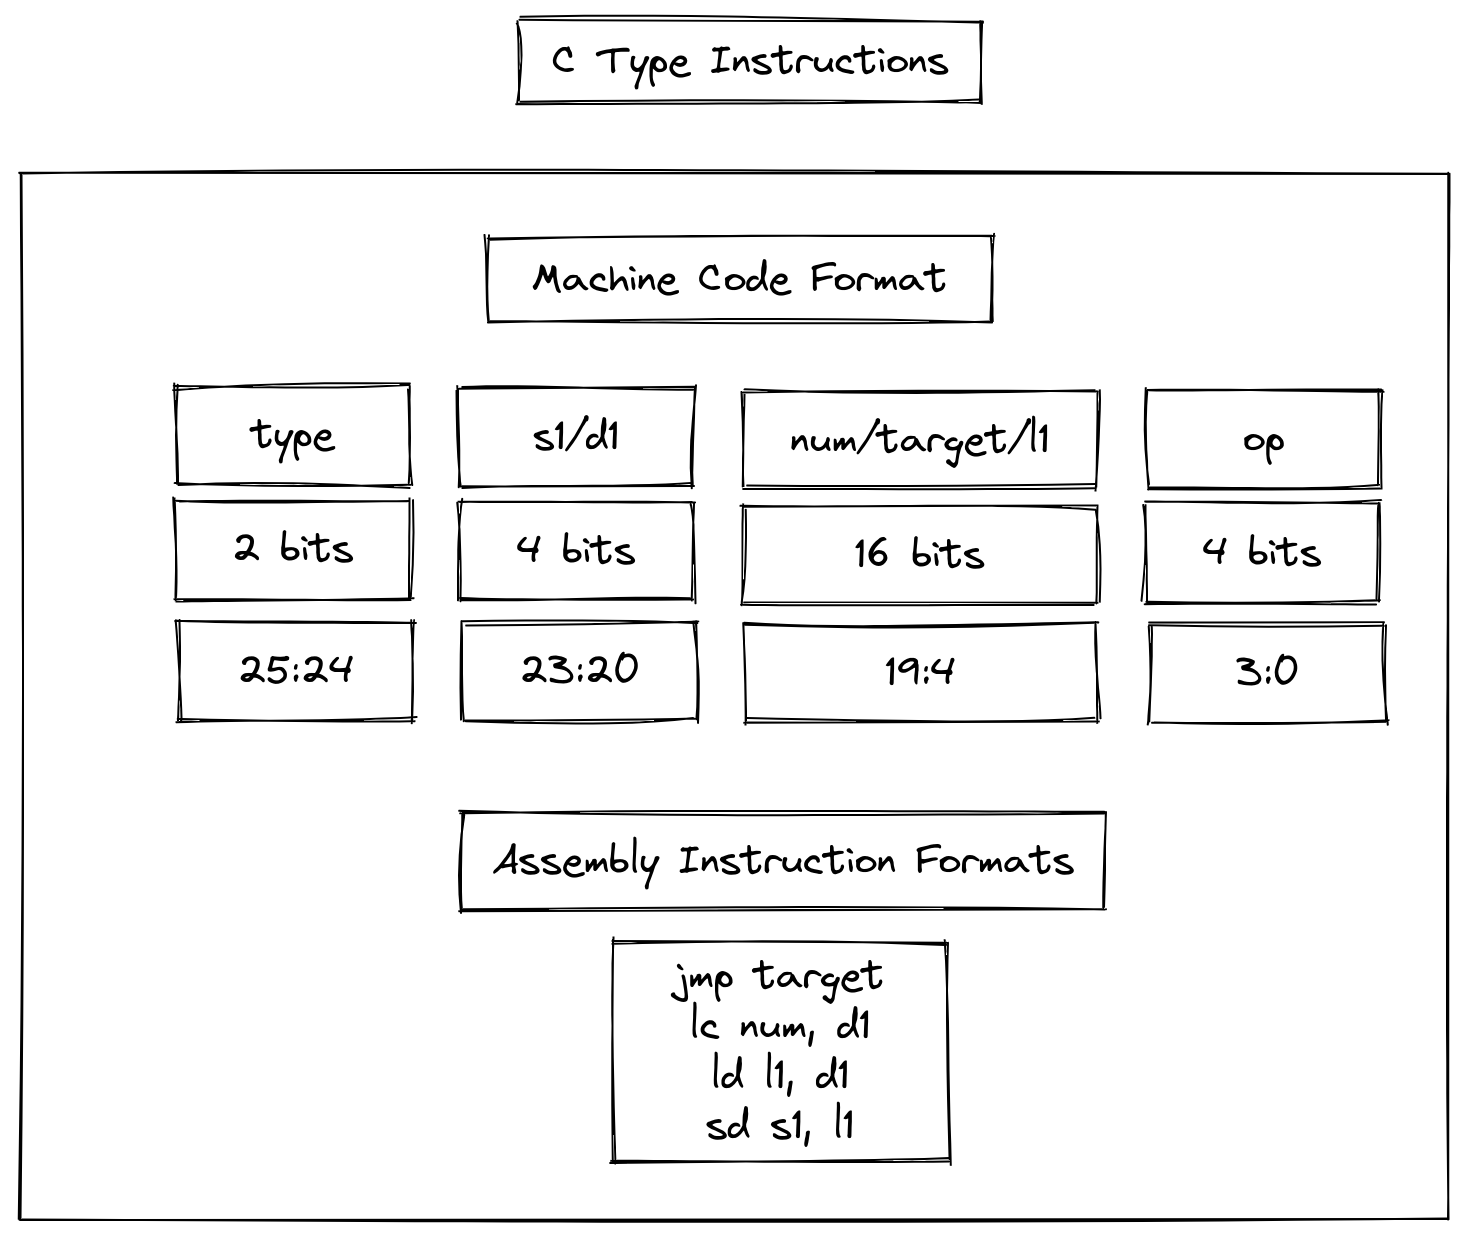 C Type Instructions
Machine Code Format
type s1/d1 num/target/l1 op
2 bits 4 bits 16 bits 4 bits
25:24 23:20 19:4 3:0
Assembly Instruction Formats
jmp target
lc num, d1
ld l1, d1
sd s1, l1